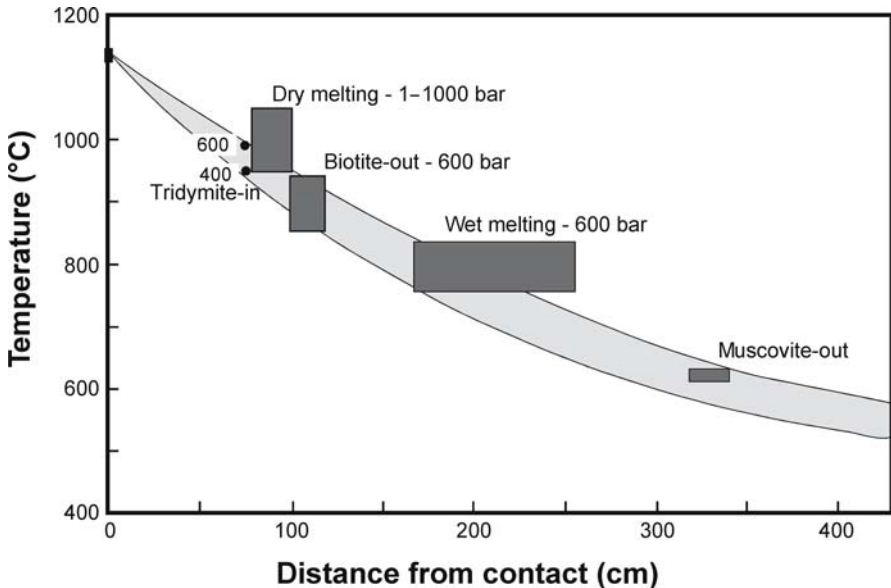 1200
Dry melting - 1–1000 bar
1000
600
Biotite-out - 600 bar
400
Tridymite-in
Wet melting - 600 bar
800
Muscovite-out
600
400
0
100
200
300
400
Temperature (°C)
Distance from contact (cm)